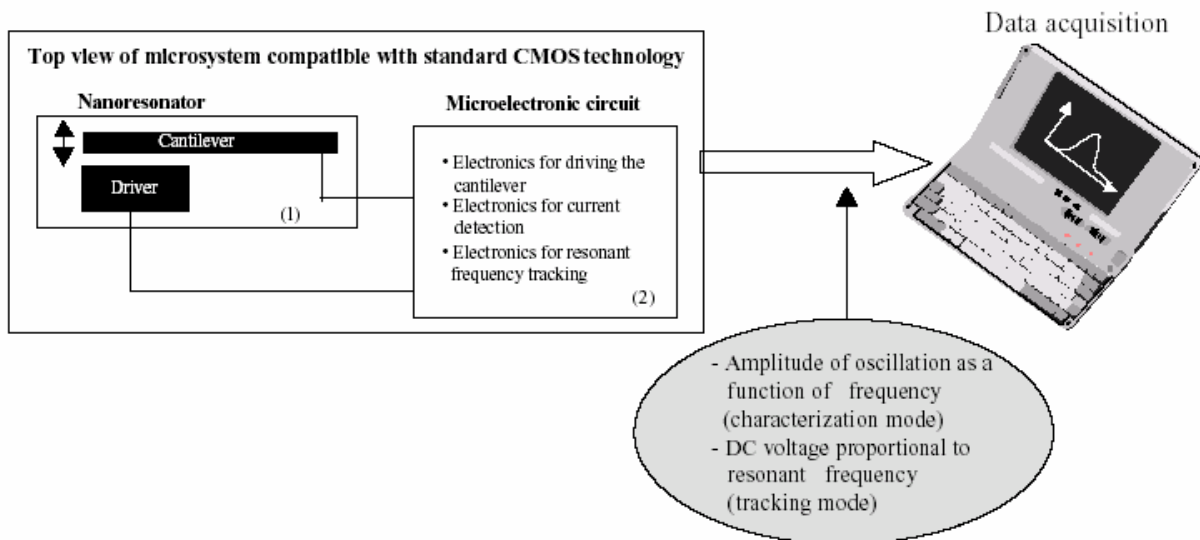 Data acquisition
Top view of microsystem compatible with standard CMOS technology
Nanoresonator
Cantilever
Driver
(1)
Microelectronic circuit
• Electronics for driving the
cantilever
• Electronics for current
detection
• Electronics for resonant
frequency tracking
(2)
- Amplitude of oscillation as a
function of frequency
(characterization mode)
- DC voltage proportional to
resonant frequency
(tracking mode)